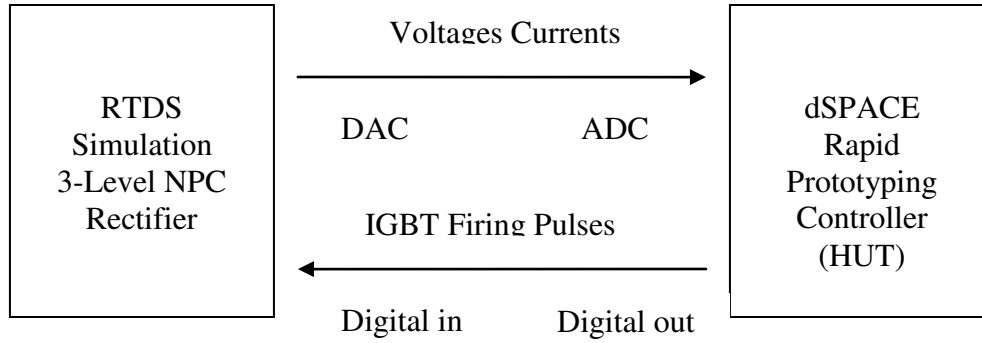 RTDS
Simulation
3-Level NPC
Rectifier
Voltages Currents
DAC
ADC
IGBT Firing Pulses
Digital in
Digital out
dSPACE
Rapid
Prototyping
Controller
(HUT)